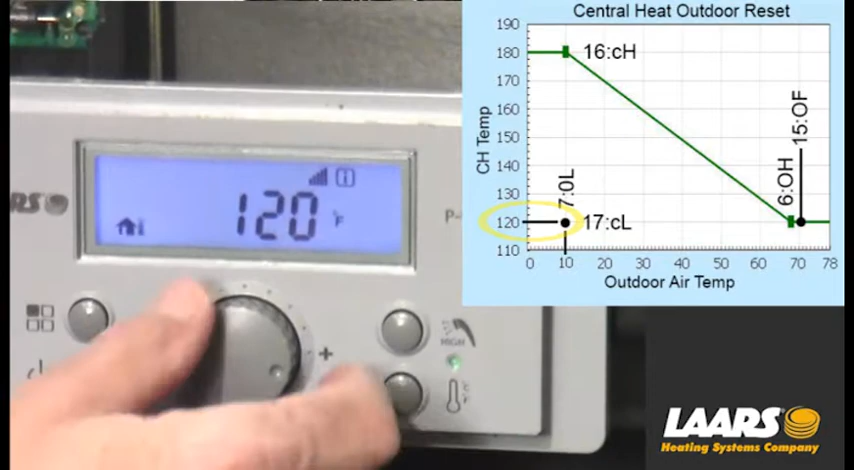 Central Heat Outdoor Reset
CH Temp
190
180
170
160
150
140
130
120
110
16:cH
7:0L
17:cL
6:OH
15:OF
0 10 20 30 40 50 60 70 78
Outdoor Air Temp
120 °F
i
P-
+
HIGH
LAARS
Heating Systems Company